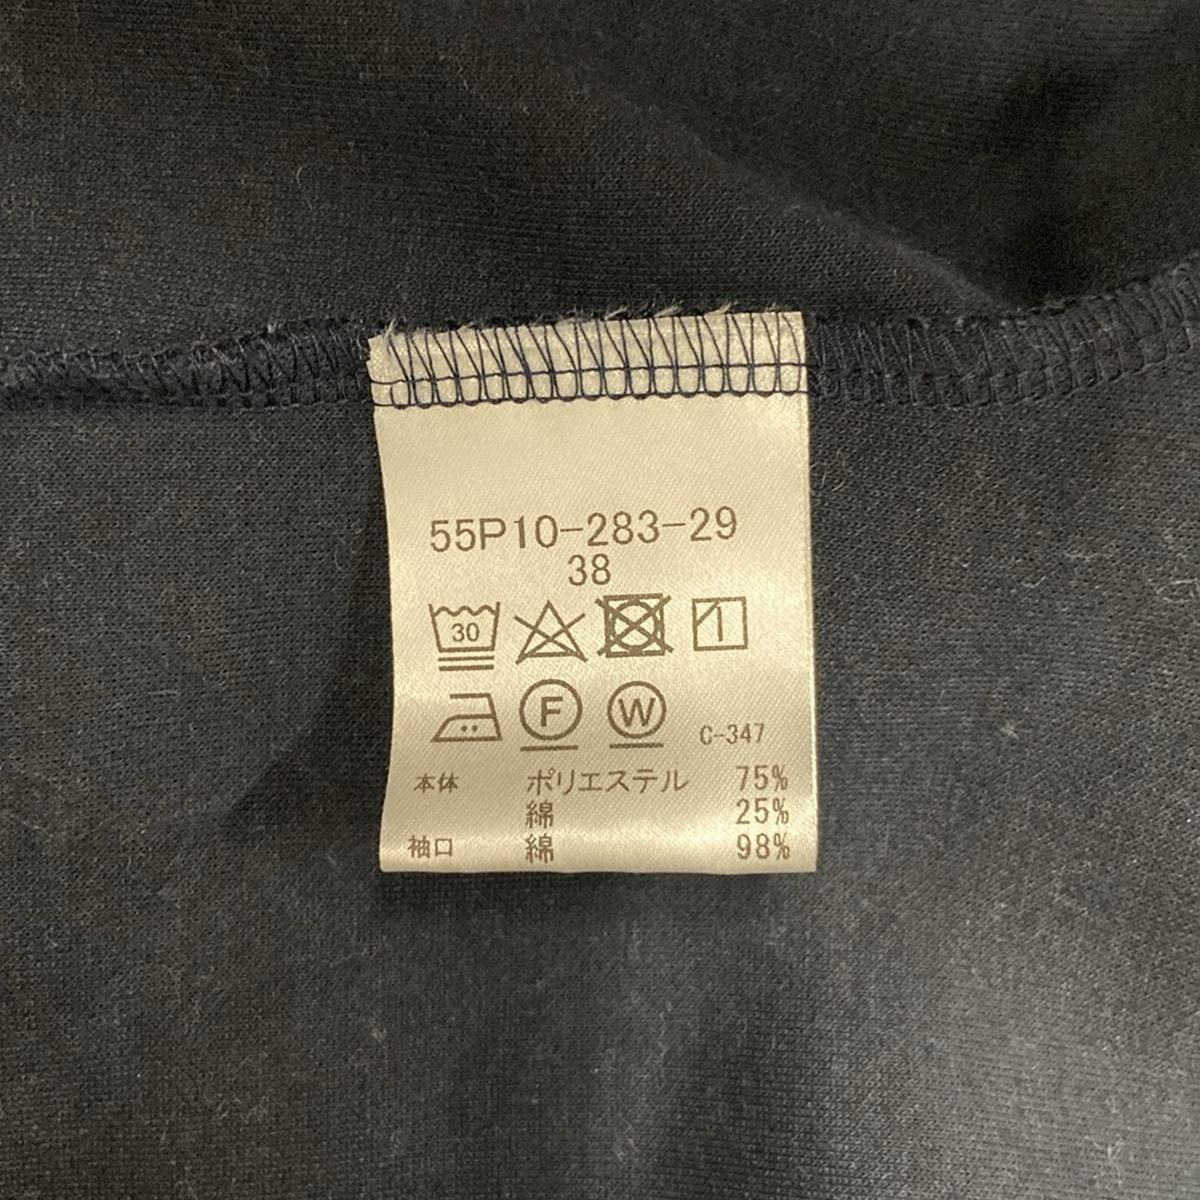 55P10-283-29
38
30
F W C-347
本体 ポリエステル 75%
綿 25%
袖口 綿 98%